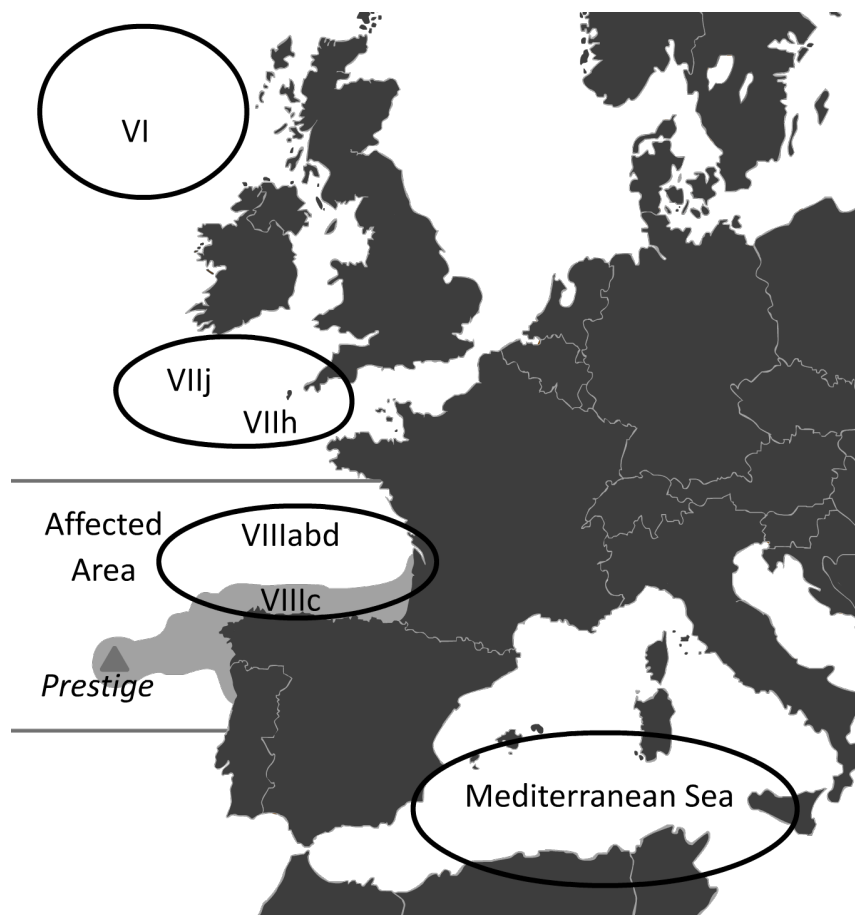 VI
VIIj
VIIh
Affected
Area
VIIIabd
VIIIc
Prestige
Mediterranean Sea